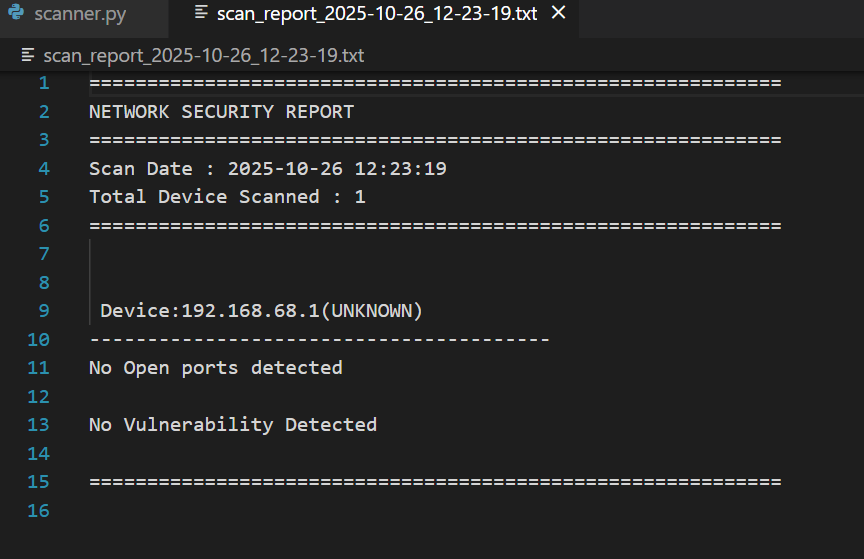 scanner.py
scan_report_2025-10-26_12-23-19.txt
scan_report_2025-10-26_12-23-19.txt
1 ============================================================
2 NETWORK SECURITY REPORT
3 ============================================================
4 Scan Date : 2025-10-26 12:23:19
5 Total Device Scanned : 1
6 ============================================================
7
8
9 Device:192.168.68.1(UNKNOWN)
10 ----------------------------------------
11 No Open ports detected
12
13 No Vulnerability Detected
14
15 ============================================================
16